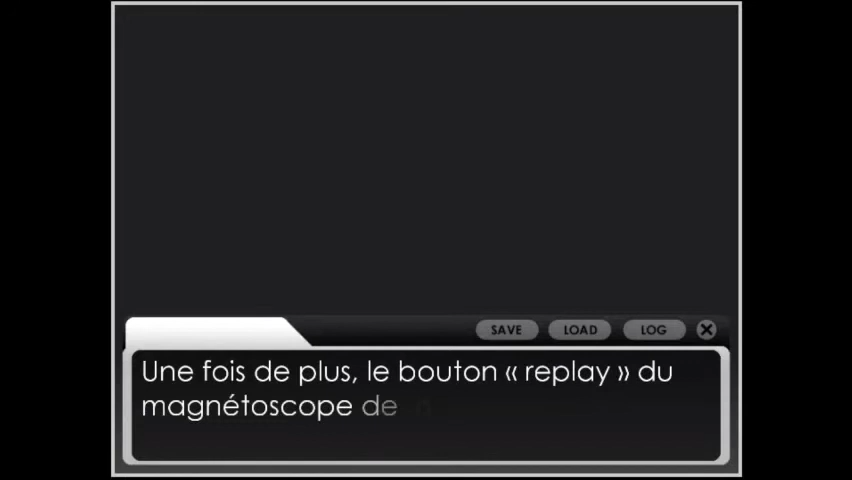 SAVE LOAD LOG
Une fois de plus, le bouton « replay » du
magnétoscope de